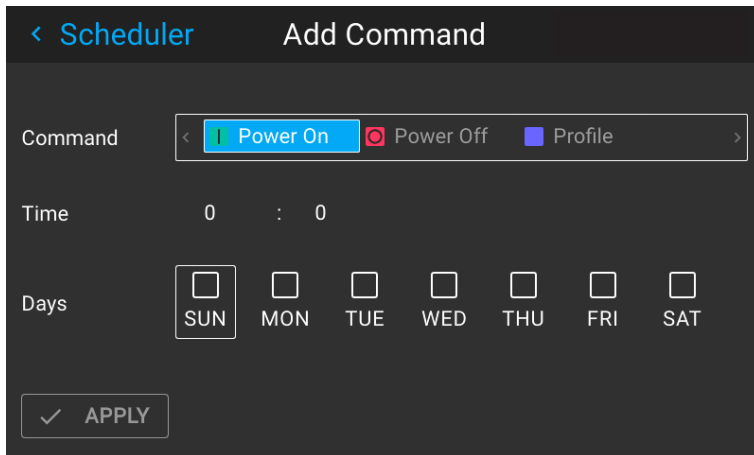 < Scheduler Add Command
Command < Power On Power Off Profile >
Time 0 : 0
Days SUN MON TUE WED THU FRI SAT
APPLY